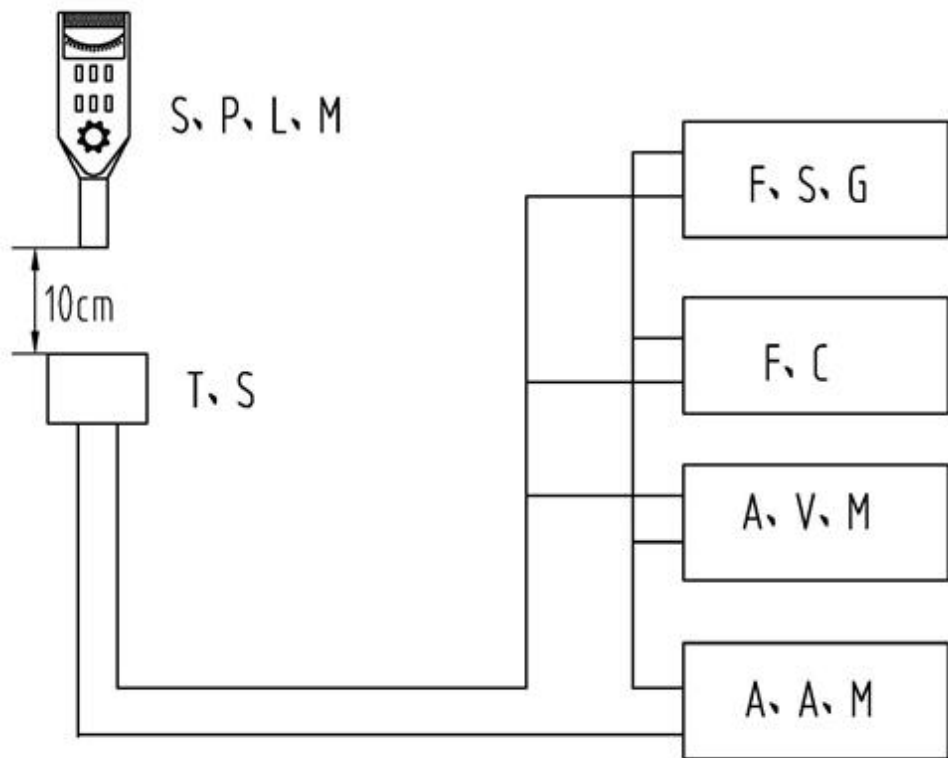 S、P、L、M
F、S、G
10cm
F、C
T、S
A、V、M
A、A、M